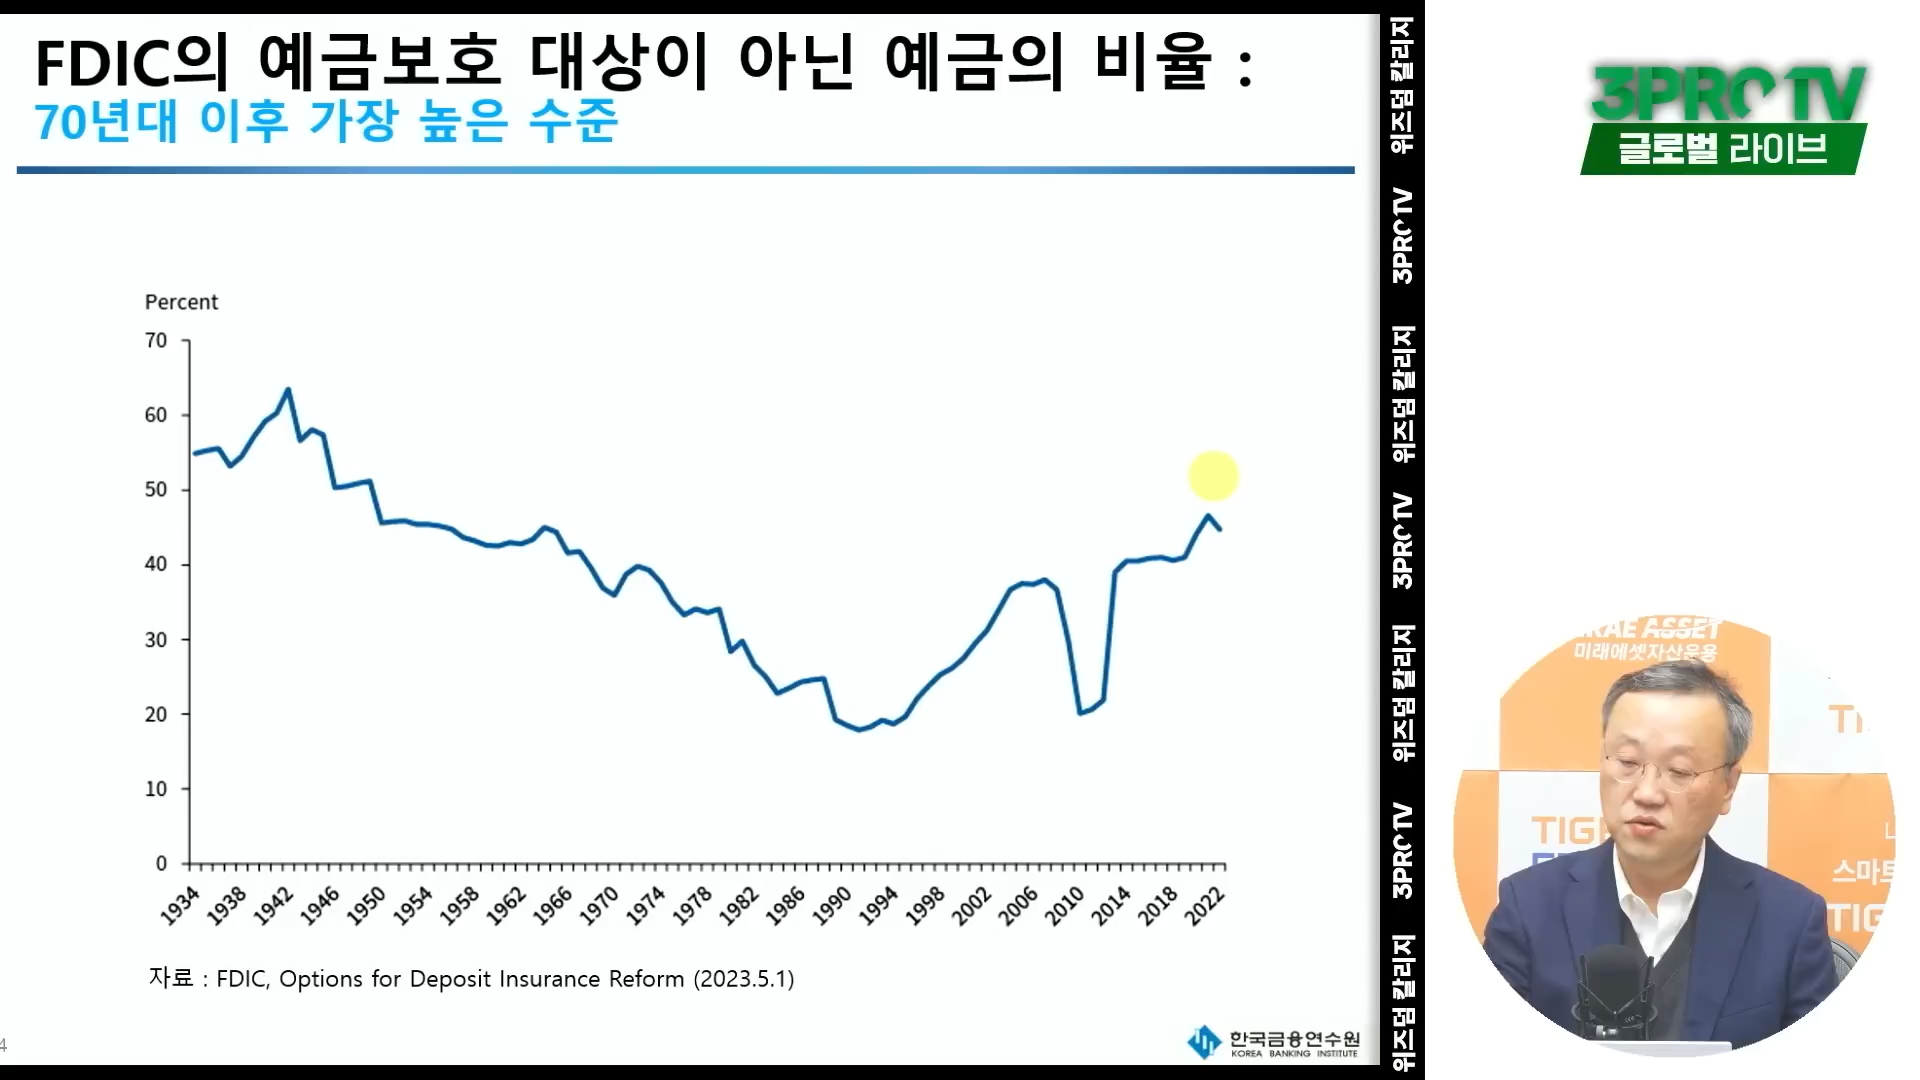 FDIC의 예금보호 대상이 아닌 예금의 비율 :
70년대 이후 가장 높은 수준
Percent
70
60
50
40
30
20
10
0
1934
1938
1942
1946
1950
1954
1958
1962
1966
1970
1974
1978
1982
1986
1990
1994
1998
2002
2006
2010
2014
2018
2022
자료 : FDIC, Options for Deposit Insurance Reform (2023.5.1)
4
한국금융연수원
KOREA BANKING INSTITUTE
위즈덤 칼리지
3PROTV
위즈덤 칼리지
3PROTV
위즈덤 칼리지
3PROTV
위즈덤 칼리지
3PROTV
글로벌 라이브
ASSET
미래에셋자산운용
스마트